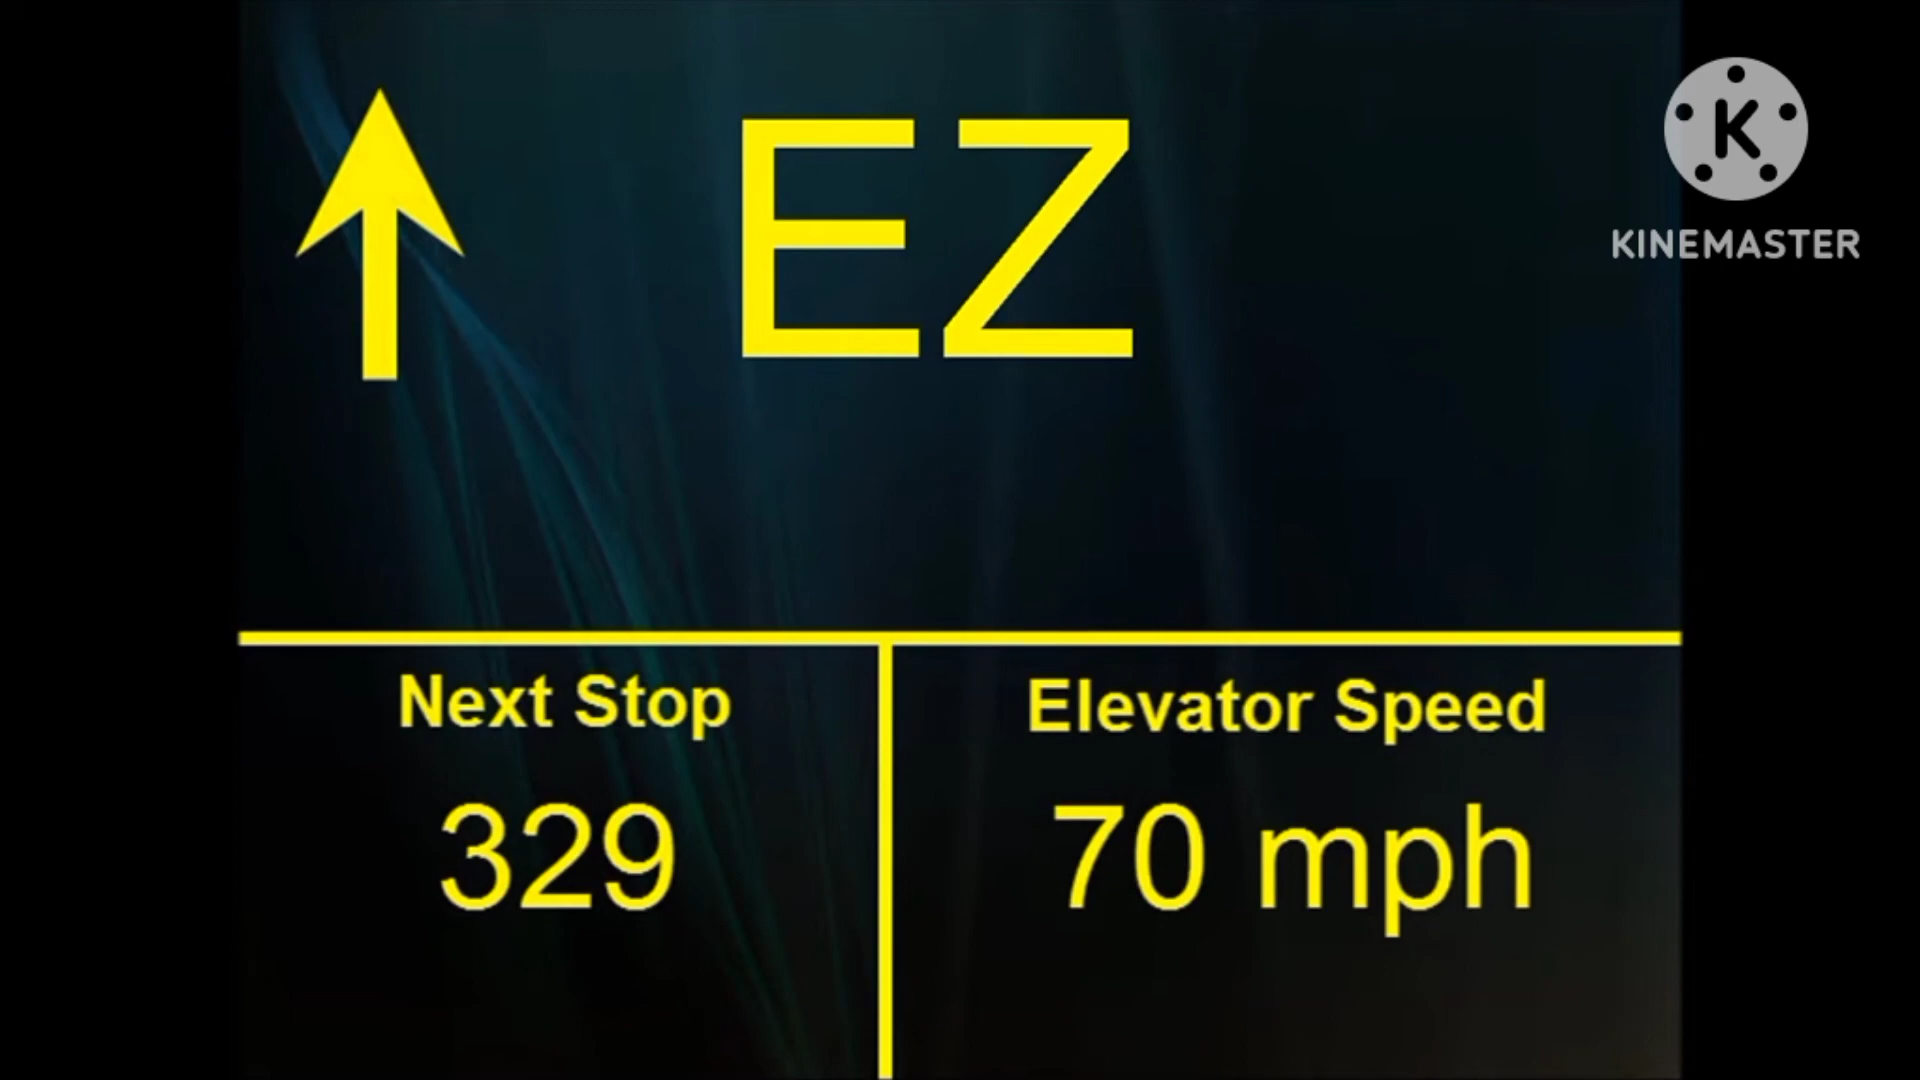 EZ
K
KINEMASTER
Next Stop
Elevator Speed
329
70 mph